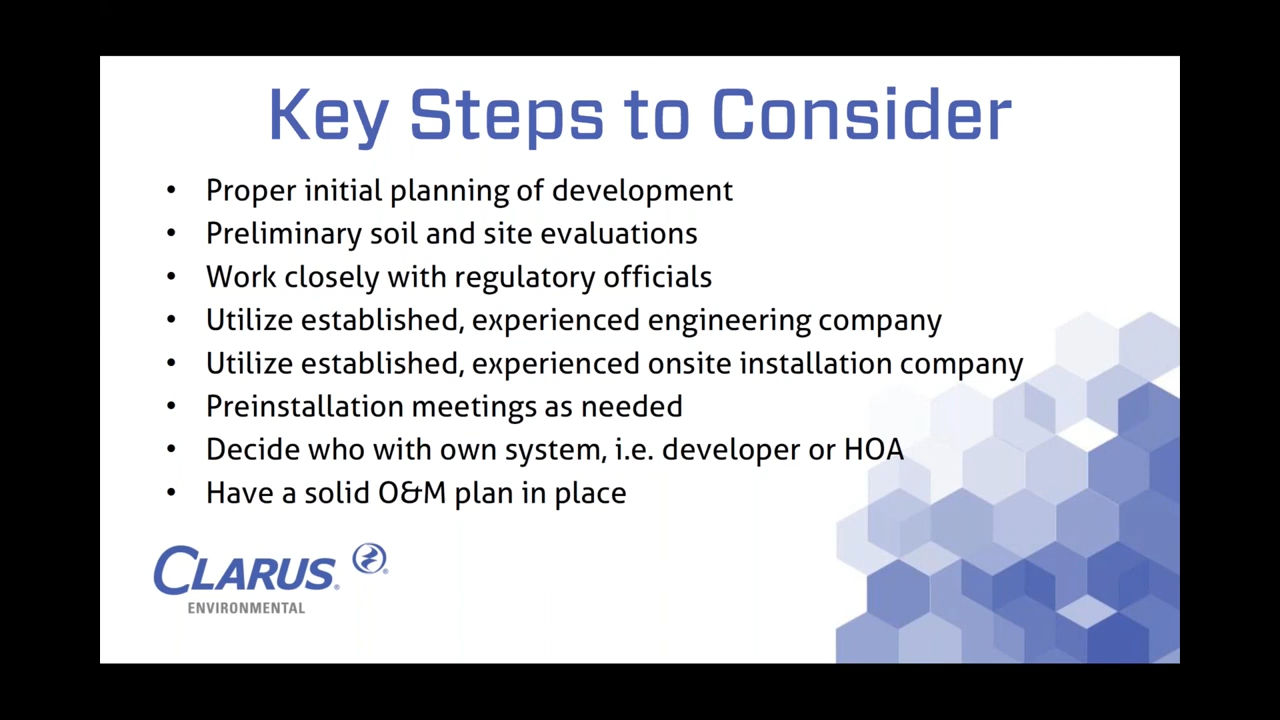 Key Steps to Consider
• Proper initial planning of development
• Preliminary soil and site evaluations
• Work closely with regulatory officials
• Utilize established, experienced engineering company
• Utilize established, experienced onsite installation company
• Preinstallation meetings as needed
• Decide who with own system, i.e. developer or HOA
• Have a solid O&M plan in place
CLARUS®
ENVIRONMENTAL